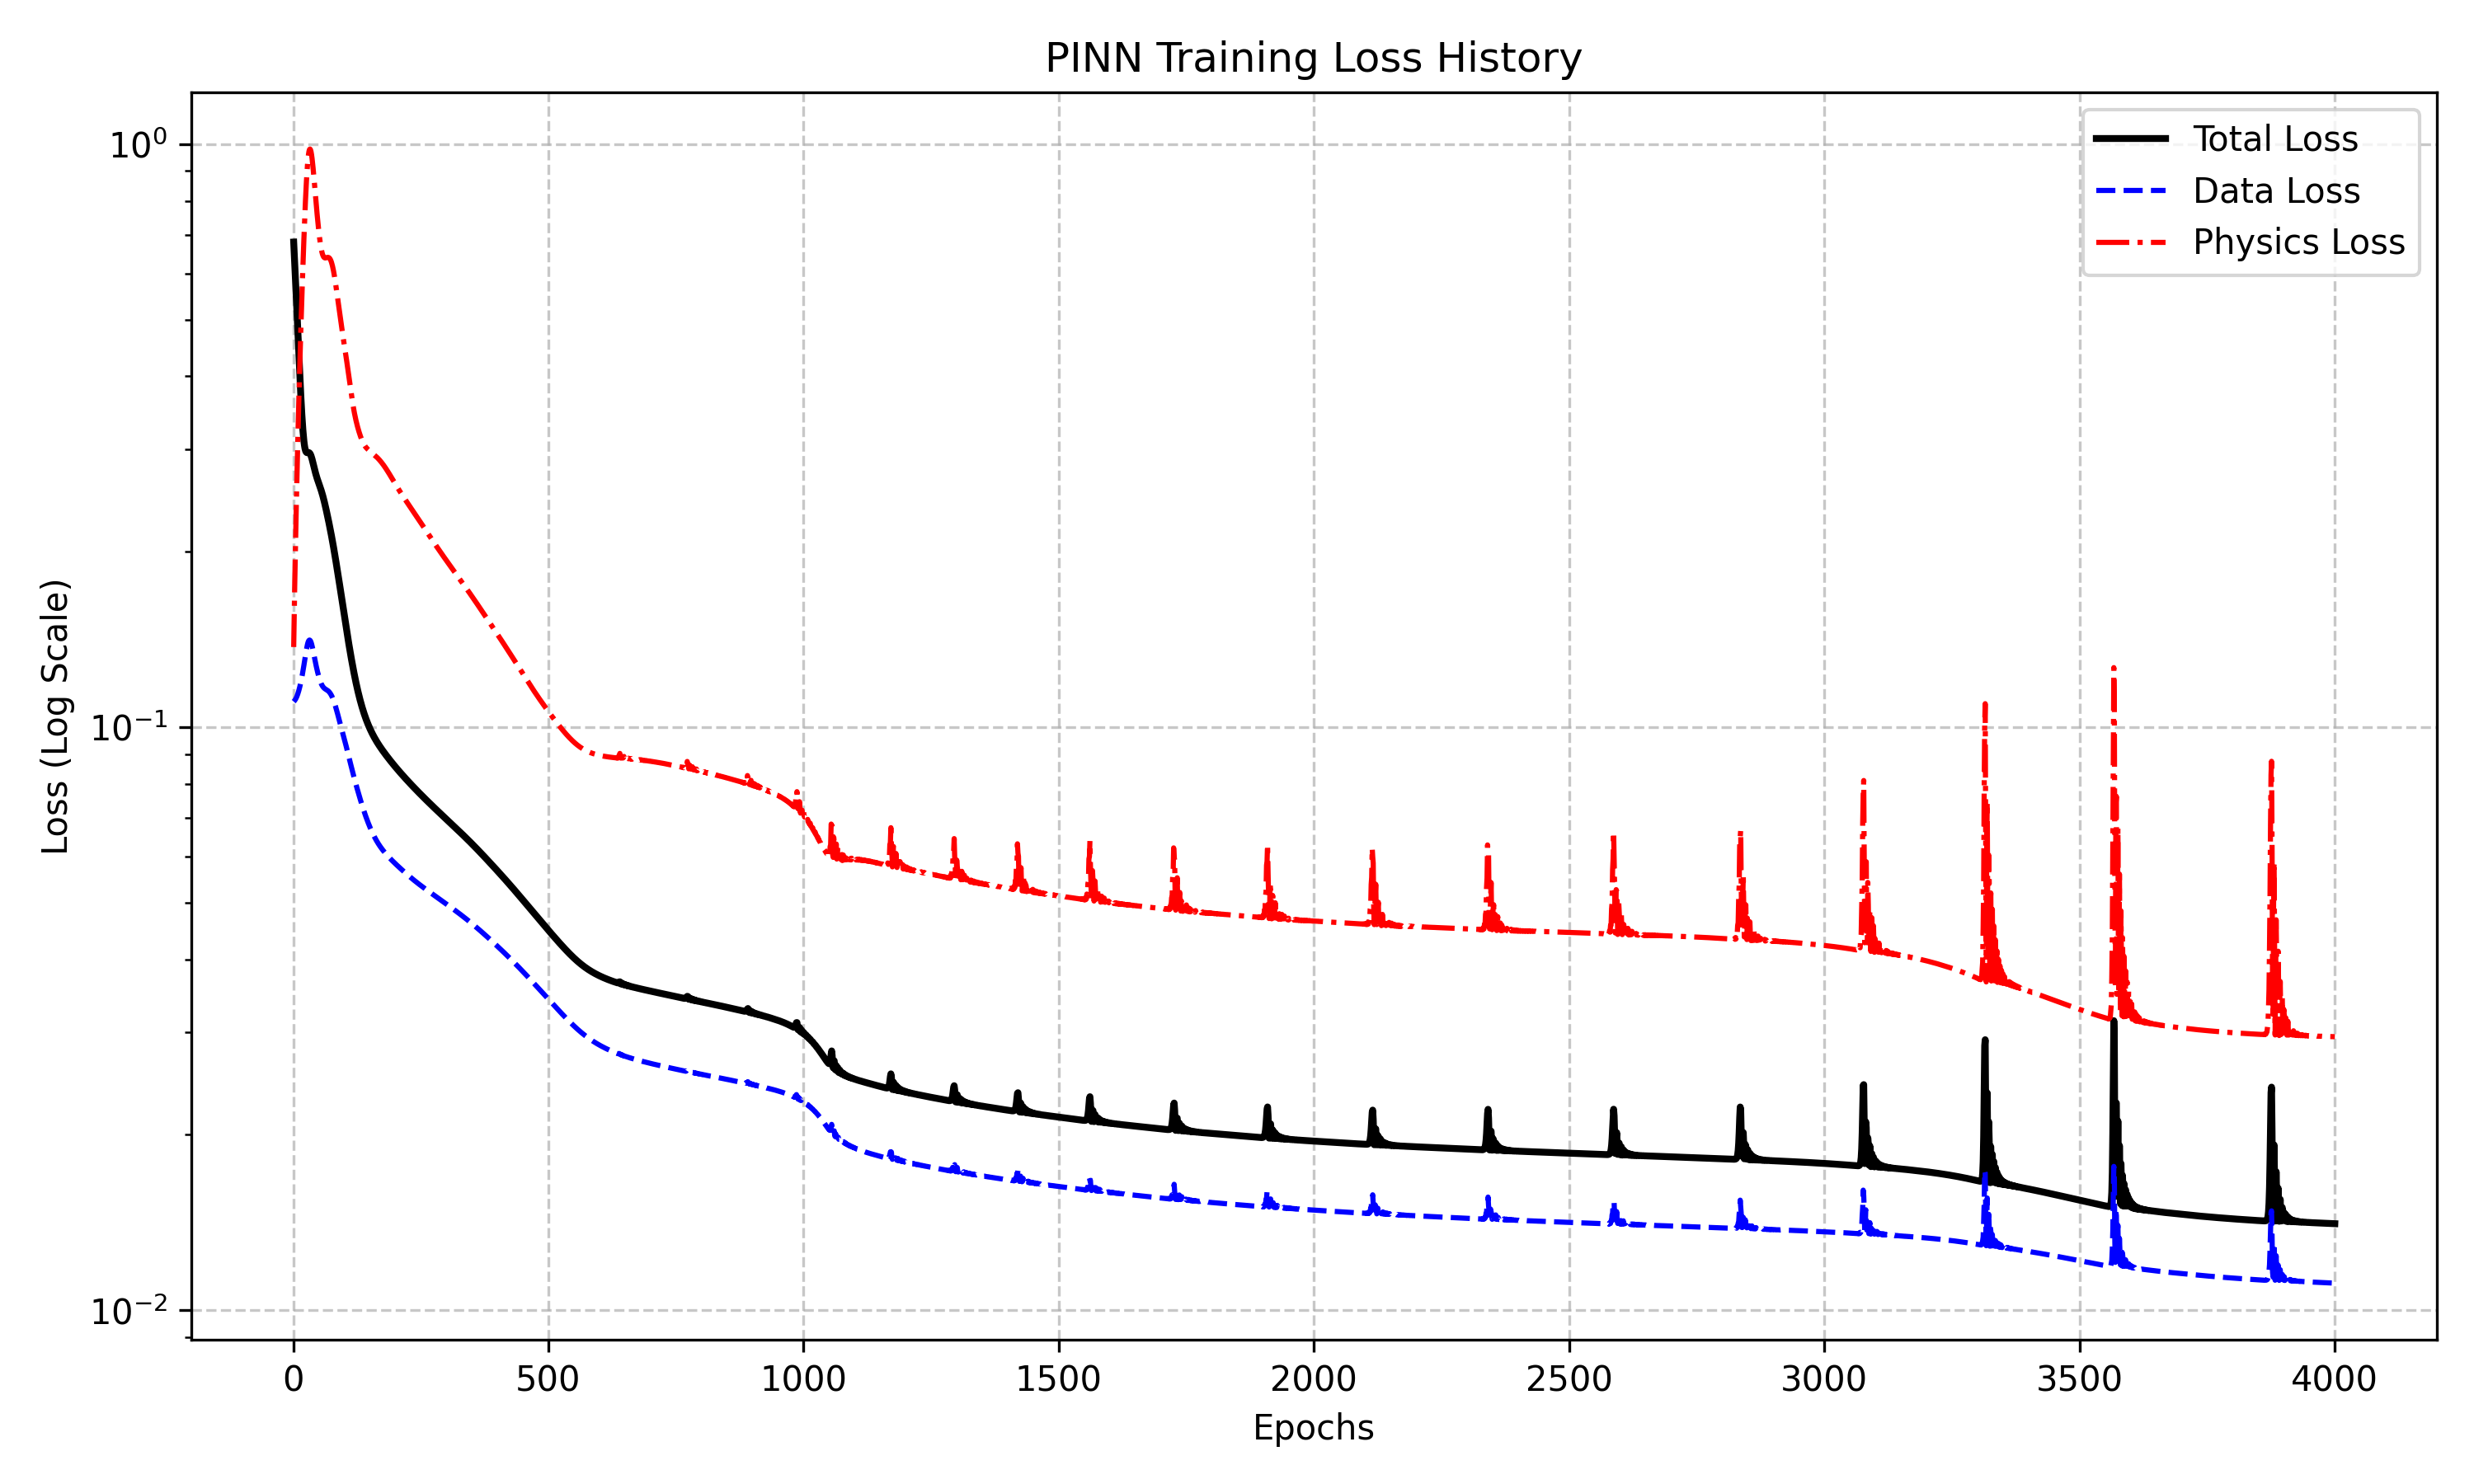 PINN Training Loss History
Total Loss
Data Loss
Physics Loss
Loss (Log Scale)
10⁰
10⁻¹
10⁻²
0 500 1000 1500 2000 2500 3000 3500 4000
Epochs